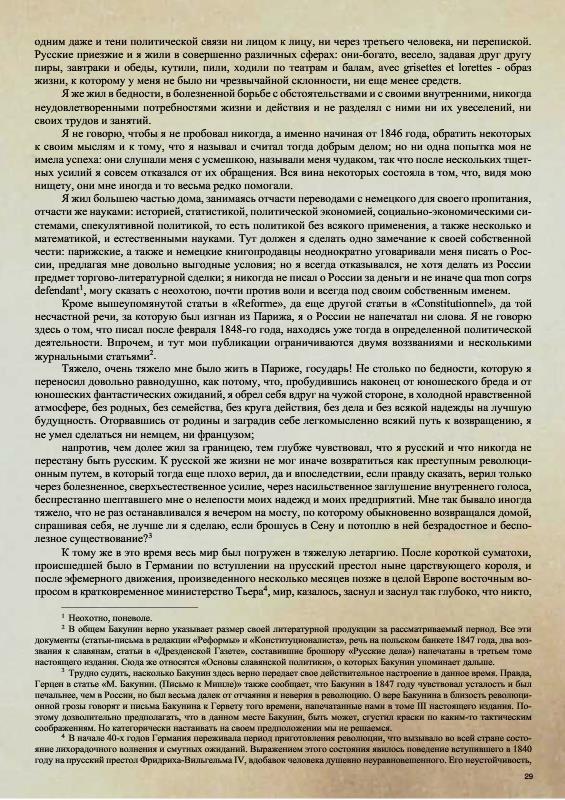 одним даже и тени политической связи ни лицом к лицу, ни через третьего человека, ни перепиской.
Русские приезжие и я жили в совершенно различных сферах: они-богато, весело, задавая друг другу
пиры, завтраки и обеды, кутили, пили, ходили по театрам и балам, avec grisettes et lorettes - образ
жизни, к которому у меня не было ни чрезвычайной склонности, ни еще менее средств.
Я же жил в бедности, в болезненной борьбе с обстоятельствами и с своими внутренними, никогда
неудовлетворенными потребностями жизни и действия и не разделял с ними ни их увеселений, ни
своих трудов и занятий.
Я не говорю, чтобы я не пробовал никогда, а именно начиная от 1846 года, обратить некоторых
к своим мыслям и к тому, что я называл и считал тогда добрым делом; но ни одна попытка моя не
имела успеха: они слушали меня с усмешкою, называли меня чудаком, так что после нескольких тщет-
ных усилий я совсем отказался от их обращения. Вся вина некоторых состояла в том, что, видя мою
нищету, они мне иногда и то весьма редко помогали.
Я жил большею частью дома, занимаясь отчасти переводами с немецкого для своего пропитания,
отчасти же науками: историей, статистикой, политической экономией, социально-экономическими си-
стемами, спекулятивной политикой, то есть политикой без всякого применения, а также несколько и
математикой, и естественными науками. Тут должен я сделать одно замечание к своей собственной
чести: парижские, а также и немецкие книгопродавцы неоднократно уговаривали меня писать о Рос-
сии, предлагая мне довольно выгодные условия; но я всегда отказывался, не хотя делать из России
предмет торгово-литературной сделки; я никогда не писал о России за деньги и не иначе qua mon corps
defendant¹, могу сказать с неохотою, почти против воли и всегда под своим собственным именем.
Кроме вышеупомянутой статьи в «Reforme», да еще другой статьи в «Constitutionnel», да той
несчастной речи, за которую был изгнан из Парижа, я о России не напечатал ни слова. Я не говорю
здесь о том, что писал после февраля 1848-го года, находясь уже тогда в определенной политической
деятельности. Впрочем, и тут мои публикации ограничиваются двумя воззваниями и несколькими
журнальными статьями².
Тяжело, очень тяжело мне было жить в Париже, государь! Не столько по бедности, которую я
переносил довольно равнодушно, как потому, что, пробудившись наконец от юношеского бреда и от
юношеских фантастических ожиданий, я обрел себя вдруг на чужой стороне, в холодной нравственной
атмосфере, без родных, без семейства, без круга действия, без дела и без всякой надежды на лучшую
будущность. Оторвавшись от родины и заградив себе легкомысленно всякий путь к возвращению, я
не умел сделаться ни немцем, ни французом;
напротив, чем долее жил за границею, тем глубже чувствовал, что я русский и что никогда не
перестану быть русским. К русской же жизни не мог иначе возвратиться как преступным революци-
онным путем, в который тогда еще плохо верил, да и впоследствии, если правду сказать, верил только
через болезненное, сверхъестественное усилие, через насильственное заглушение внутреннего голоса,
беспрестанно шептавшего мне о нелепости моих надежд и моих предприятий. Мне так бывало иногда
тяжело, что не раз останавливался я вечером на мосту, по которому обыкновенно возвращался домой,
спрашивая себя, не лучше ли я сделаю, если брошусь в Сену и потоплю в ней безрадостное и беспо-
лезное существование?³
К тому же в это время весь мир был погружен в тяжелую летаргию. После короткой суматохи,
происшедшей было в Германии по вступлении на прусский престол ныне царствующего короля, и
после эфемерного движения, произведенного несколько месяцев позже в целой Европе восточным во-
просом в кратковременное министерство Тьера⁴, мир, казалось, заснул и заснул так глубоко, что никто,
¹ Неохотно, поневоле.
² В общем Бакунин верно указывает размер своей литературной продукции за рассматриваемый период. Все эти
документы (статьи-письма в редакции «Реформы» и «Конституционалиста», речь на польском банкете 1847 года, два воз-
звания к славянам, статьи в «Дрезденской Газете», составившие брошюру «Русские дела») напечатаны в третьем томе
настоящего издания. Сюда же относятся «Основы славянской политики», о которых Бакунин упоминает дальше.
³ Трудно судить, насколько Бакунин здесь верно передает свое действительное настроение в данное время. Правда,
Герцен в статье «М. Бакунин. (Письмо к Мишле)» также сообщает, что Бакунин в 1847 году чувствовал усталость и был
печальнее, чем в России, но был весьма далек от отчаяния и неверия в революцию. О вере Бакунина в близость революци-
онной грозы говорят и письма Бакунина к Гервегу того времени, напечатанные нами в томе III настоящего издания. По-
этому дозволительно предполагать, что в данном месте Бакунин, быть может, сгустил краски по каким-то тактическим
соображениям. Но категорически настаивать на своем предположении мы не решаемся.
⁴ В начале 40-х годов Германия переживала период приготовления революции, что вызывало во всей стране состо-
яние лихорадочного волнения и смутных ожиданий. Выражением этого состояния явилось поведение вступившего в 1840
году на прусский престол Фридриха-Вильгельма IV, вдобавок человека душевно неуравновешенного. Его неустойчивость,
29